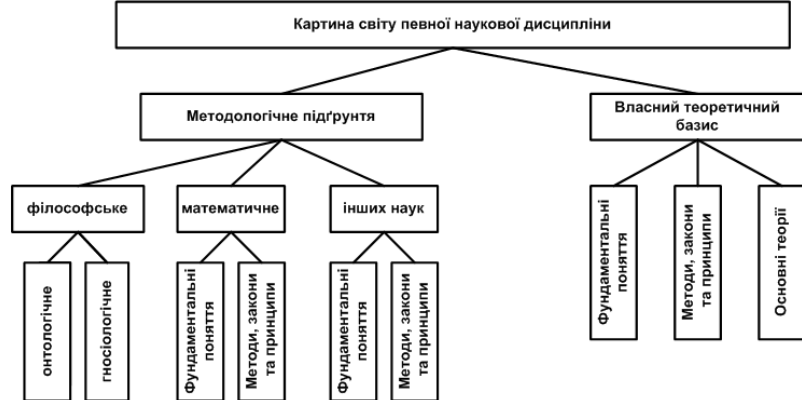 Картина світу певної наукової дисципліни
Методологічне підґрунтя
Власний теоретичний
базис
філософське
математичне
інших наук
онтологічне
гносіологічне
Фундаментальні
поняття
Методи, закони
та принципи
Фундаментальні
поняття
Методи, закони
та принципи
Фундаментальні
поняття
Методи, закони
та принципи
Основні теорії